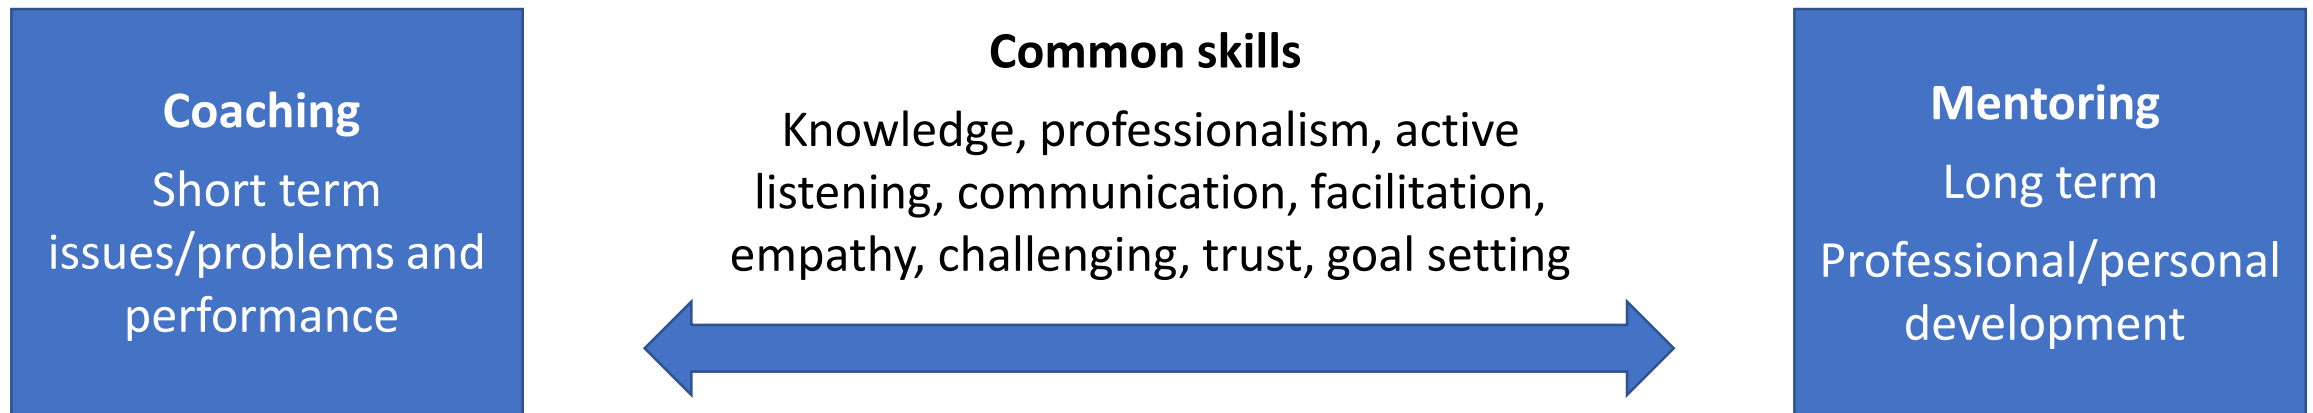 Coaching
Short term
issues/problems and
performance
Common skills
Knowledge, professionalism, active
listening, communication, facilitation,
empathy, challenging, trust, goal setting
Mentoring
Long term
Professional/personal
development